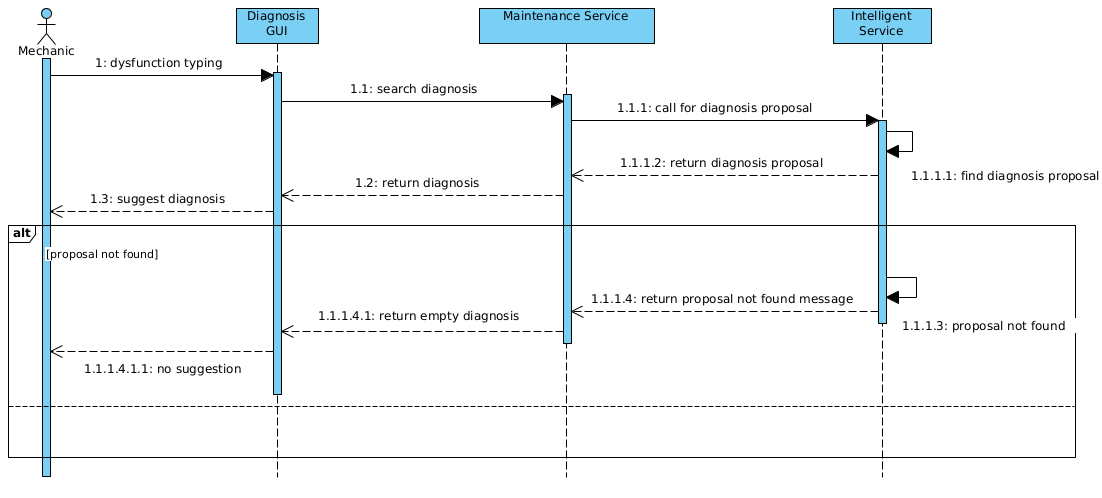 Mechanic
Diagnosis
GUI
Maintenance Service
Intelligent
Service
1: dysfunction typing
1.1: search diagnosis
1.1.1: call for diagnosis proposal
1.1.1.1: find diagnosis proposal
1.1.1.2: return diagnosis proposal
1.2: return diagnosis
1.3: suggest diagnosis
alt
[proposal not found]
1.1.1.3: proposal not found
1.1.1.4: return proposal not found message
1.1.1.4.1: return empty diagnosis
1.1.1.4.1.1: no suggestion